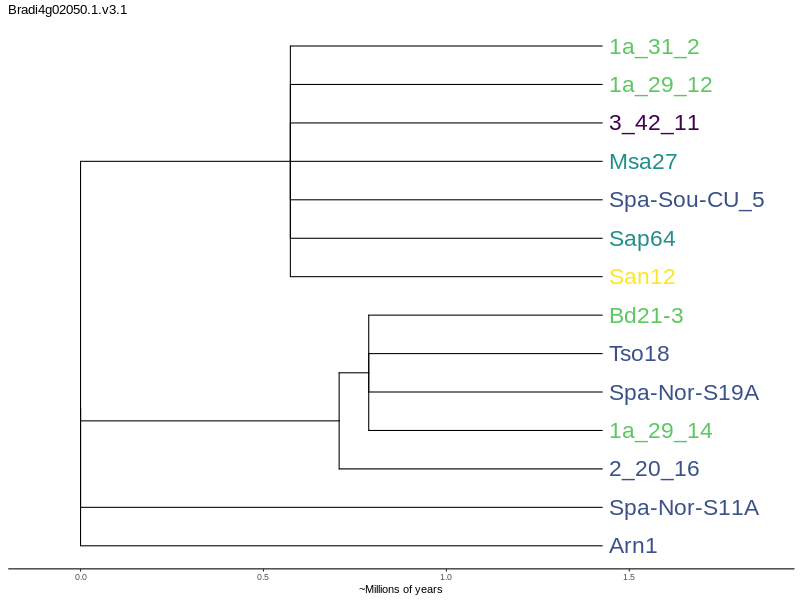 Bradi4g02050.1.v3.1
1a_31_2
1a_29_12
3_42_11
Msa27
Spa-Sou-CU_5
Sap64
San12
Bd21-3
Tso18
Spa-Nor-S19A
1a_29_14
2_20_16
Spa-Nor-S11A
Arn1
0.0 0.5 1.0 1.5
~Millions of years